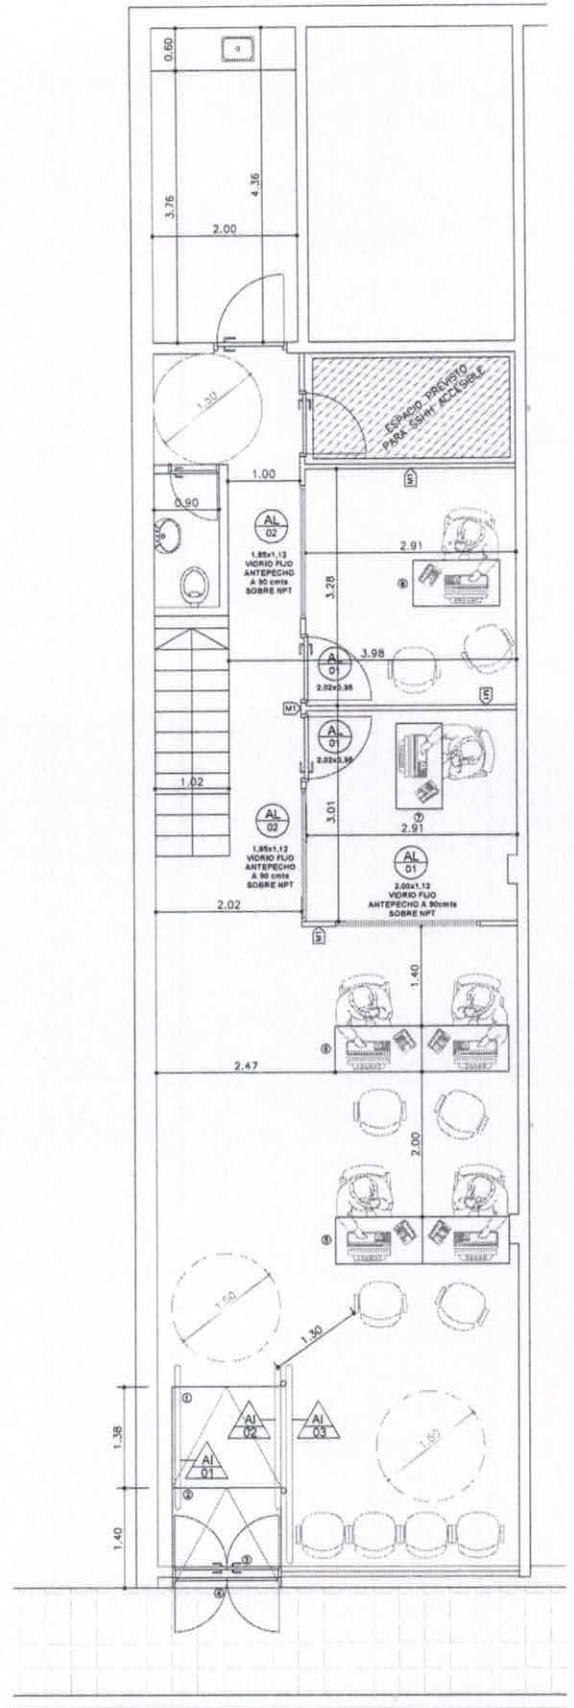 0.60
3.76
4.36
2.00
ESPACIO PREVISTO
PARA SSHH ACCESIBLE
1.50
1.00
M1
0.90
AL
02
1,85x1,12
VIDRIO FIJO
ANTEPECHO
A 90 cmts
SOBRE NPT
2.91
3.28
8
3.98
AL
01
2,02x0,98
M1
M1
AL
01
2,02x0,98
7
1.02
3.01
2.91
AL
02
1,85x1,12
VIDRIO FIJO
ANTEPECHO
A 90 cmts
SOBRE NPT
AL
01
2,00x1,12
VIDRIO FIJO
ANTEPECHO A 90cmts
SOBRE NPT
2.02
M1
1.40
6
2.47
2.00
5
1.50
1.30
1
AI
02
AI
03
1.38
AI
01
1.50
2
1.40
3
4